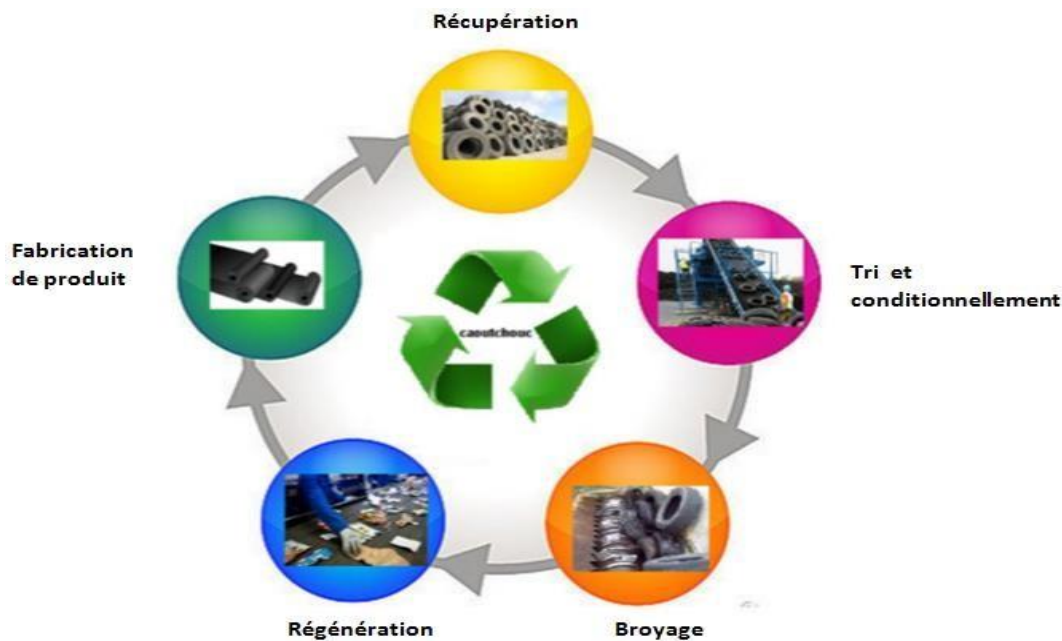 Récupération
Tri et
conditionnellement
Broyage
Régénération
Fabrication
de produit
caoutchouc